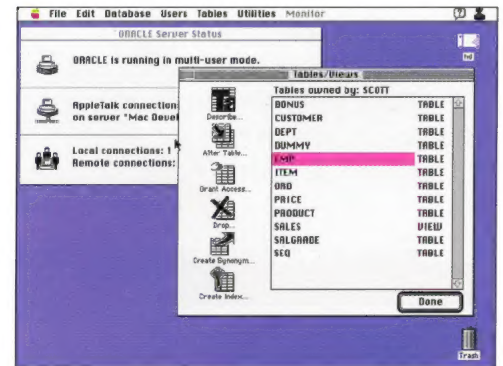 File Edit Database Users Tables Utilities Monitor
ORACLE Server Status
ORACLE is running in multi-user mode.
AppleTalk connection
on server "Mac Devel
Local connections: 1
Remote connections:
hd
Tables/Views
Tables owned by: SCOTT
Describe...
Alter Table...
Grant Access...
Drop...
Create Synonym...
Create Index...
BONUS TABLE
CUSTOMER TABLE
DEPT TABLE
DUMMY TABLE
EMP TABLE
ITEM TABLE
ORD TABLE
PRICE TABLE
PRODUCT TABLE
SALES VIEW
SALGRADE TABLE
SEQ TABLE
Done
Trash